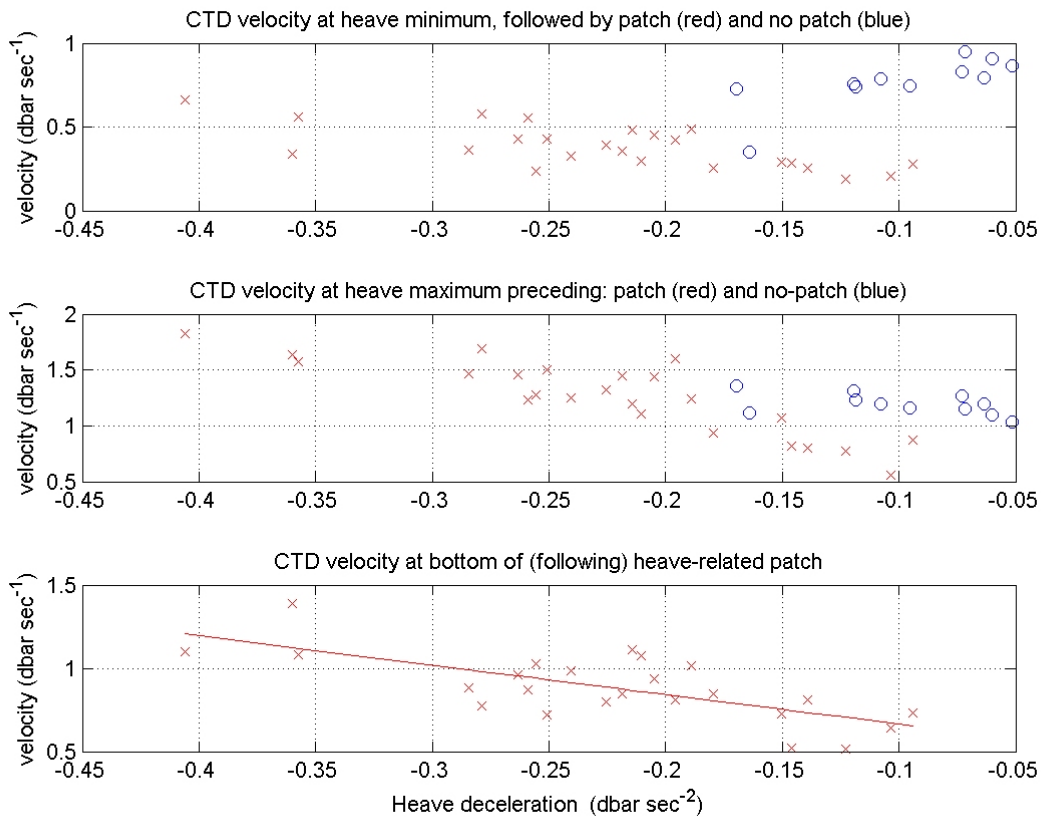 CTD velocity at heave minimum, followed by patch (red) and no patch (blue)
velocity (dbar sec⁻¹)
1
0.5
0
-0.45 -0.4 -0.35 -0.3 -0.25 -0.2 -0.15 -0.1 -0.05
CTD velocity at heave maximum preceding: patch (red) and no-patch (blue)
velocity (dbar sec⁻¹)
2
1.5
1
0.5
-0.45 -0.4 -0.35 -0.3 -0.25 -0.2 -0.15 -0.1 -0.05
CTD velocity at bottom of (following) heave-related patch
velocity (dbar sec⁻¹)
1.5
1
0.5
-0.45 -0.4 -0.35 -0.3 -0.25 -0.2 -0.15 -0.1 -0.05
Heave deceleration (dbar sec⁻²)